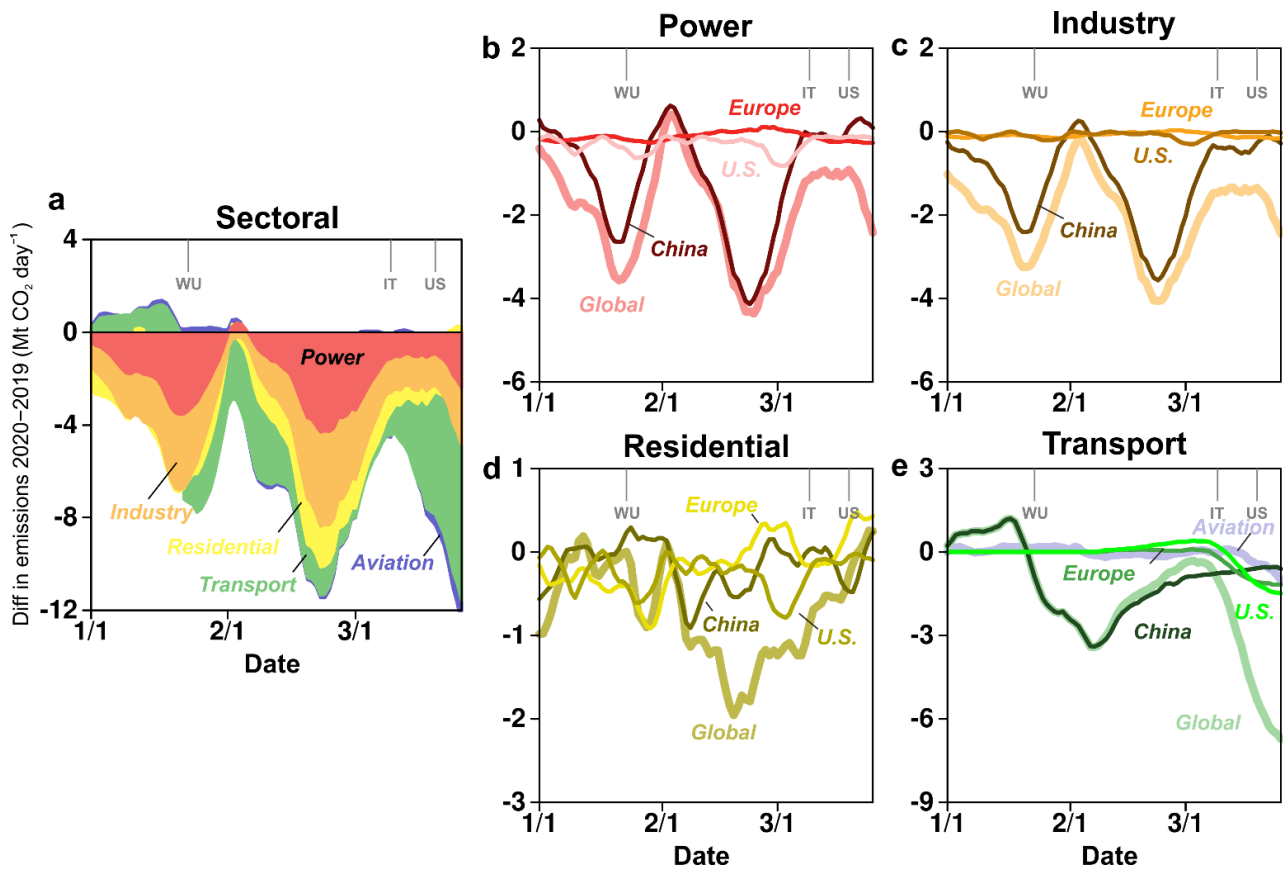 a
Sectoral
Diff in emissions 2020−2019 (Mt CO₂ day⁻¹)
4
0
-4
-8
-12
WU
IT
US
Power
Industry
Residential
Transport
Aviation
1/1
2/1
3/1
Date
b
Power
2
0
-2
-4
-6
WU
IT
US
Europe
U.S.
China
Global
1/1
2/1
3/1
c
Industry
2
0
-2
-4
-6
WU
IT
US
Europe
U.S.
China
Global
1/1
2/1
3/1
d
Residential
1
0
-1
-2
-3
WU
IT
US
Europe
China
U.S.
Global
1/1
2/1
3/1
Date
e
Transport
3
0
-3
-6
-9
WU
IT
US
Aviation
Europe
U.S.
China
Global
1/1
2/1
3/1
Date